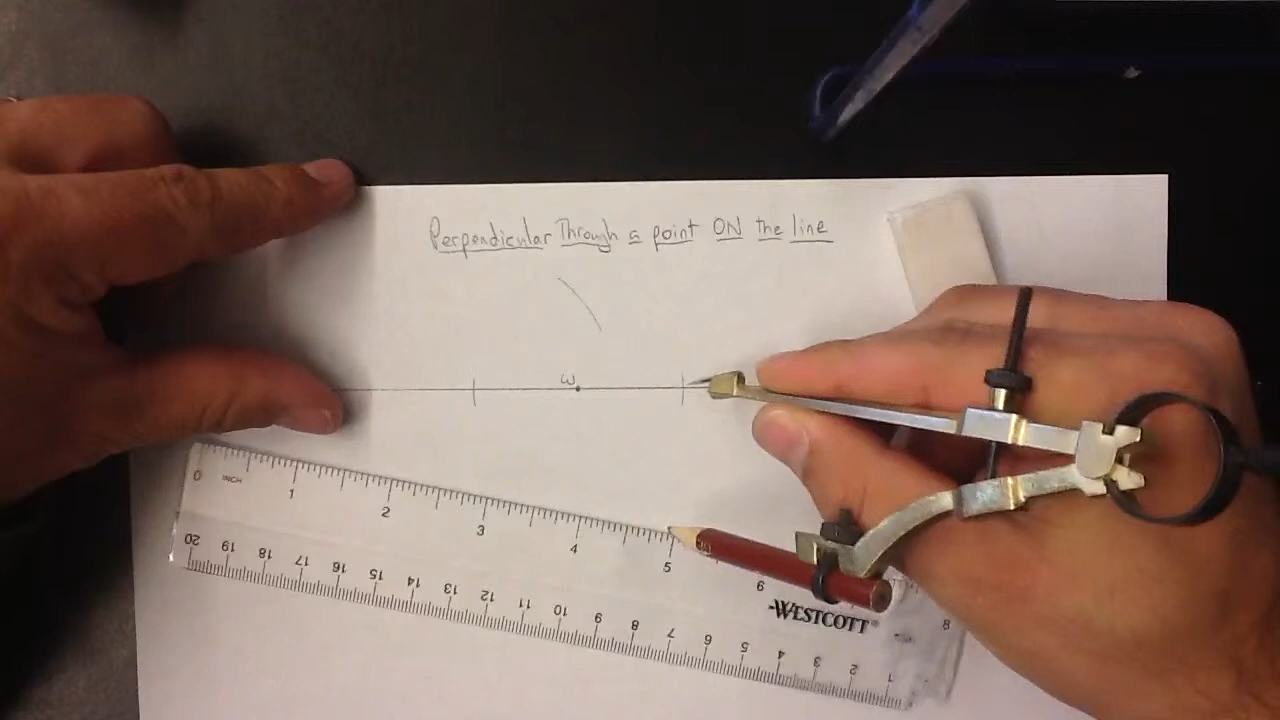 Perpendicular Through a point ON the line
W
0 INCH 1 2 3 4 5 6 8
WESTCOTT®
20 19 18 17 16 15 14 13 12 11 10 9 8 7 6 5 4 3 2 1